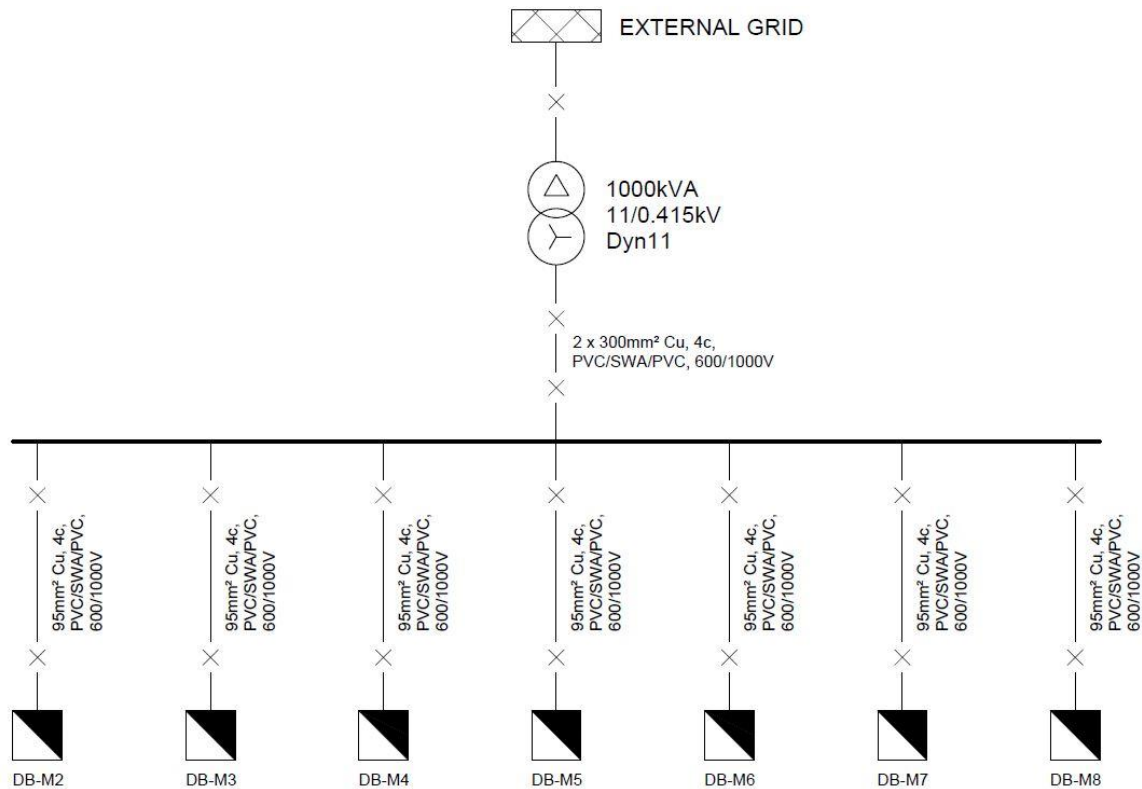 EXTERNAL GRID
1000kVA
11/0.415kV
Dyn11
2 x 300mm² Cu, 4c,
PVC/SWA/PVC, 600/1000V
95mm² Cu, 4c,
PVC/SWA/PVC,
600/1000V
95mm² Cu, 4c,
PVC/SWA/PVC,
600/1000V
95mm² Cu, 4c,
PVC/SWA/PVC,
600/1000V
95mm² Cu, 4c,
PVC/SWA/PVC,
600/1000V
95mm² Cu, 4c,
PVC/SWA/PVC,
600/1000V
95mm² Cu, 4c,
PVC/SWA/PVC,
600/1000V
95mm² Cu, 4c,
PVC/SWA/PVC,
600/1000V
DB-M2
DB-M3
DB-M4
DB-M5
DB-M6
DB-M7
DB-M8